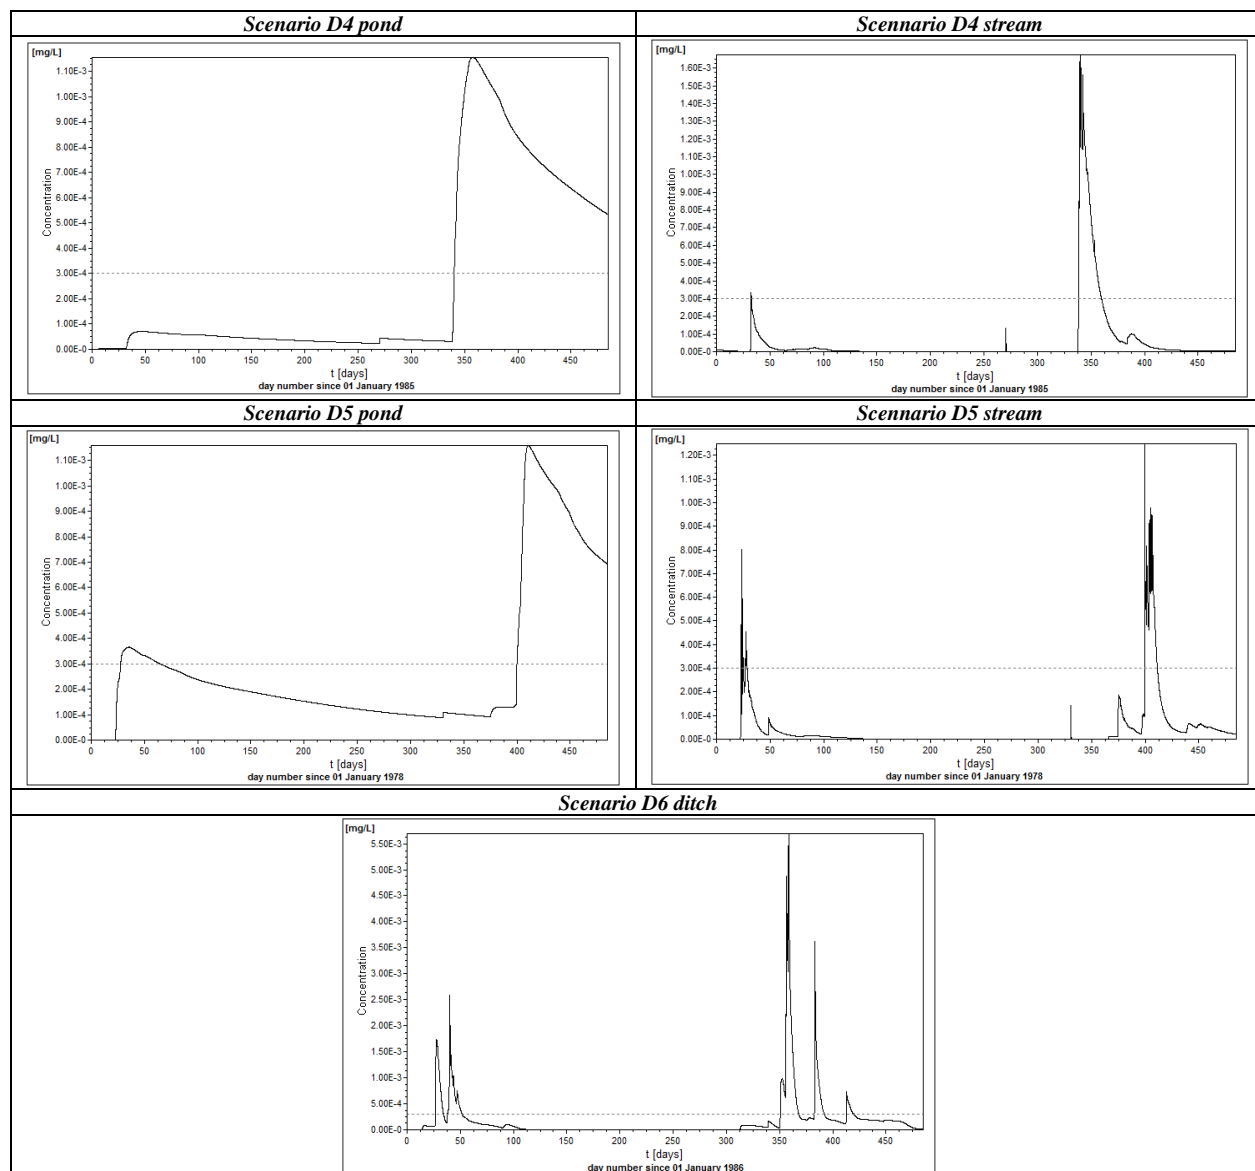 Scenario D4 pond
Scennario D4 stream
[mg/L]
1.10E-3
1.00E-3
9.00E-4
8.00E-4
7.00E-4
6.00E-4
5.00E-4
4.00E-4
3.00E-4
2.00E-4
1.00E-4
0.00E-0
Concentration
0 50 100 150 200 250 300 350 400 450
t [days]
day number since 01 January 1985
[mg/L]
1.60E-3
1.50E-3
1.40E-3
1.30E-3
1.20E-3
1.10E-3
1.00E-3
9.00E-4
8.00E-4
7.00E-4
6.00E-4
5.00E-4
4.00E-4
3.00E-4
2.00E-4
1.00E-4
0.00E-0
Concentration
0 50 100 150 200 250 300 350 400 450
t [days]
day number since 01 January 1985
Scenario D5 pond
Scennario D5 stream
[mg/L]
1.10E-3
1.00E-3
9.00E-4
8.00E-4
7.00E-4
6.00E-4
5.00E-4
4.00E-4
3.00E-4
2.00E-4
1.00E-4
0.00E-0
Concentration
0 50 100 150 200 250 300 350 400 450
t [days]
day number since 01 January 1978
[mg/L]
1.20E-3
1.10E-3
1.00E-3
9.00E-4
8.00E-4
7.00E-4
6.00E-4
5.00E-4
4.00E-4
3.00E-4
2.00E-4
1.00E-4
0.00E-0
Concentration
0 50 100 150 200 250 300 350 400 450
t [days]
day number since 01 January 1978
Scenario D6 ditch
[mg/L]
5.50E-3
5.00E-3
4.50E-3
4.00E-3
3.50E-3
3.00E-3
2.50E-3
2.00E-3
1.50E-3
1.00E-3
5.00E-4
0.00E-0
Concentration
0 50 100 150 200 250 300 350 400 450
t [days]
day number since 01 January 1986